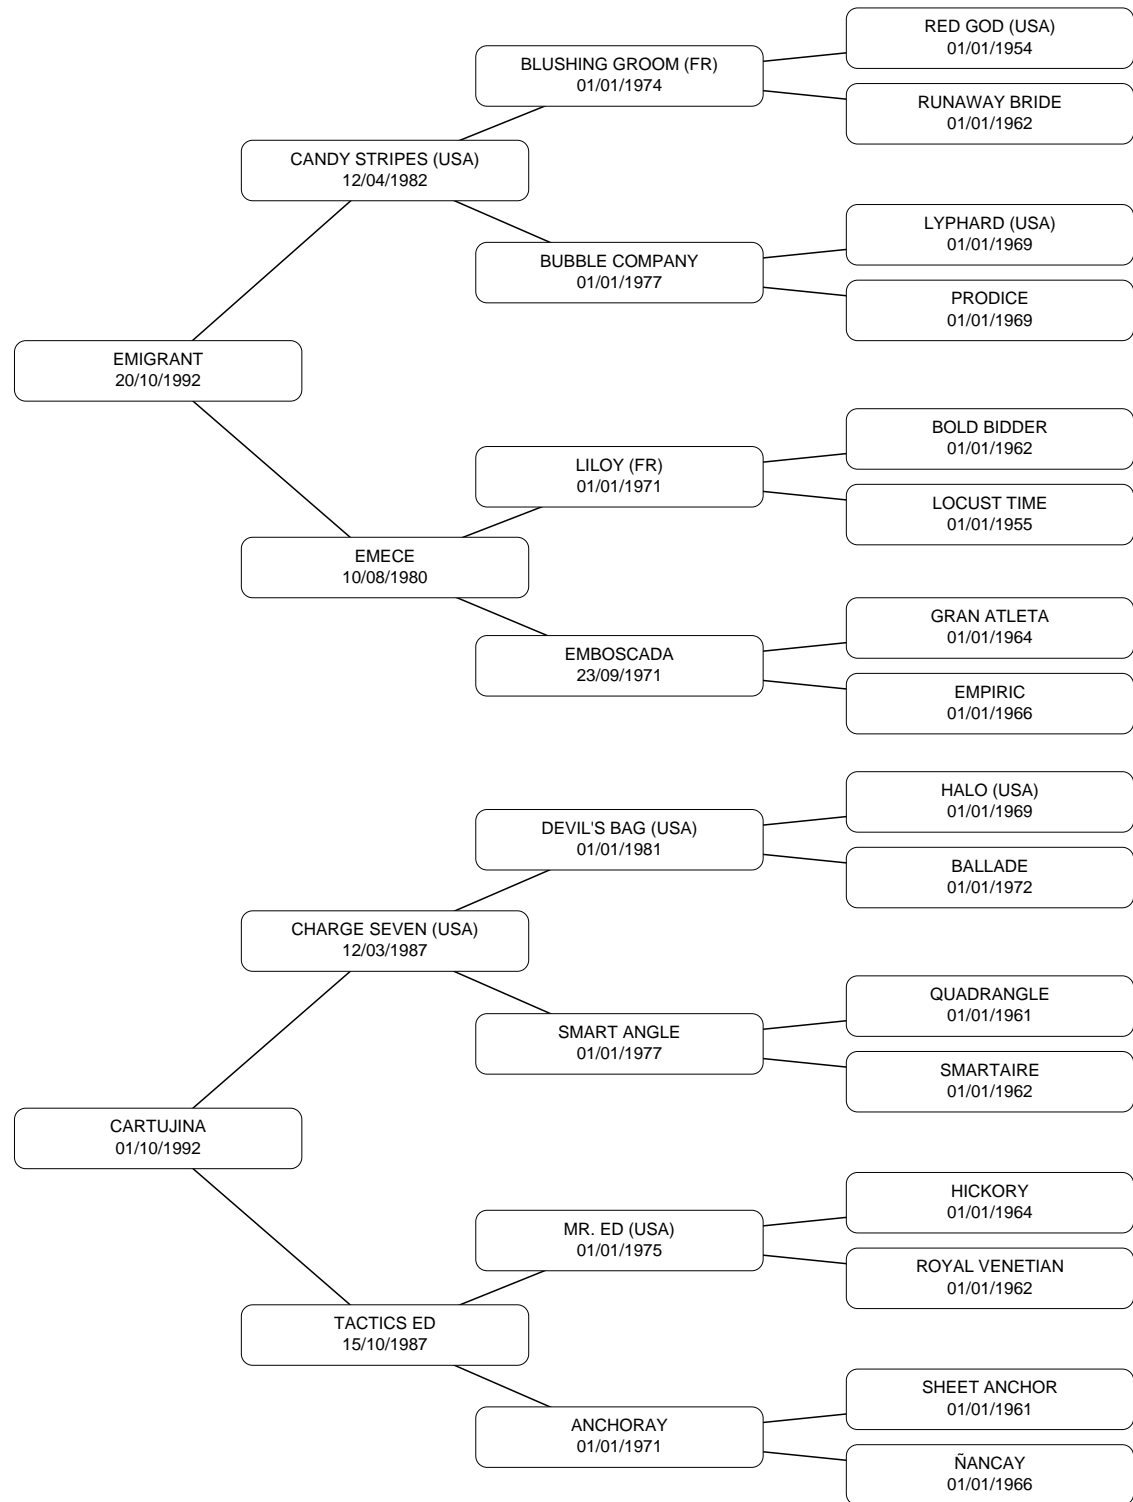 RED GOD (USA)
01/01/1954
BLUSHING GROOM (FR)
01/01/1974
RUNAWAY BRIDE
01/01/1962
CANDY STRIPES (USA)
12/04/1982
LYPHARD (USA)
01/01/1969
BUBBLE COMPANY
01/01/1977
PRODICE
01/01/1969
EMIGRANT
20/10/1992
BOLD BIDDER
01/01/1962
LILOY (FR)
01/01/1971
LOCUST TIME
01/01/1955
EMECE
10/08/1980
GRAN ATLETA
01/01/1964
EMBOSCADA
23/09/1971
EMPIRIC
01/01/1966
HALO (USA)
01/01/1969
DEVIL'S BAG (USA)
01/01/1981
BALLADE
01/01/1972
CHARGE SEVEN (USA)
12/03/1987
QUADRANGLE
01/01/1961
SMART ANGLE
01/01/1977
SMARTAIRE
01/01/1962
CARTUJINA
01/10/1992
HICKORY
01/01/1964
MR. ED (USA)
01/01/1975
ROYAL VENETIAN
01/01/1962
TACTICS ED
15/10/1987
SHEET ANCHOR
01/01/1961
ANCHORAY
01/01/1971
ÑANCAY
01/01/1966